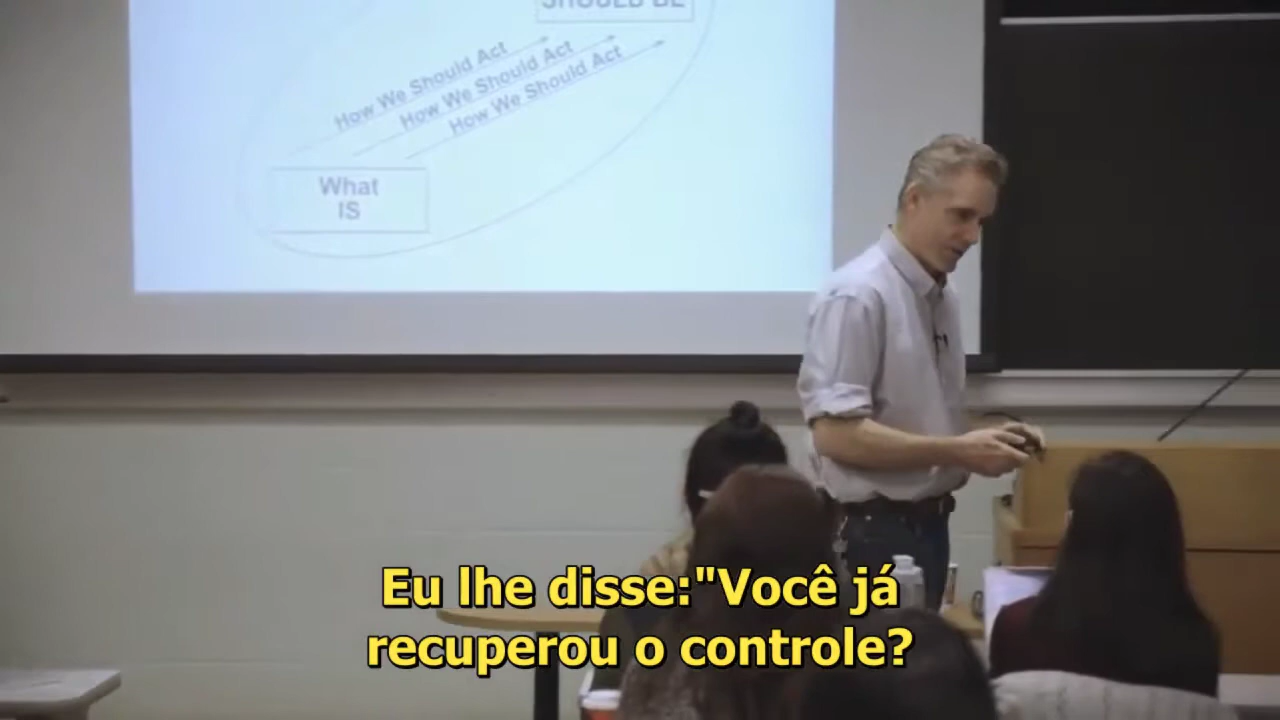 SHOULD BE
How We Should Act
How We Should Act
How We Should Act
What
IS
Eu lhe disse:"Você já
recuperou o controle?